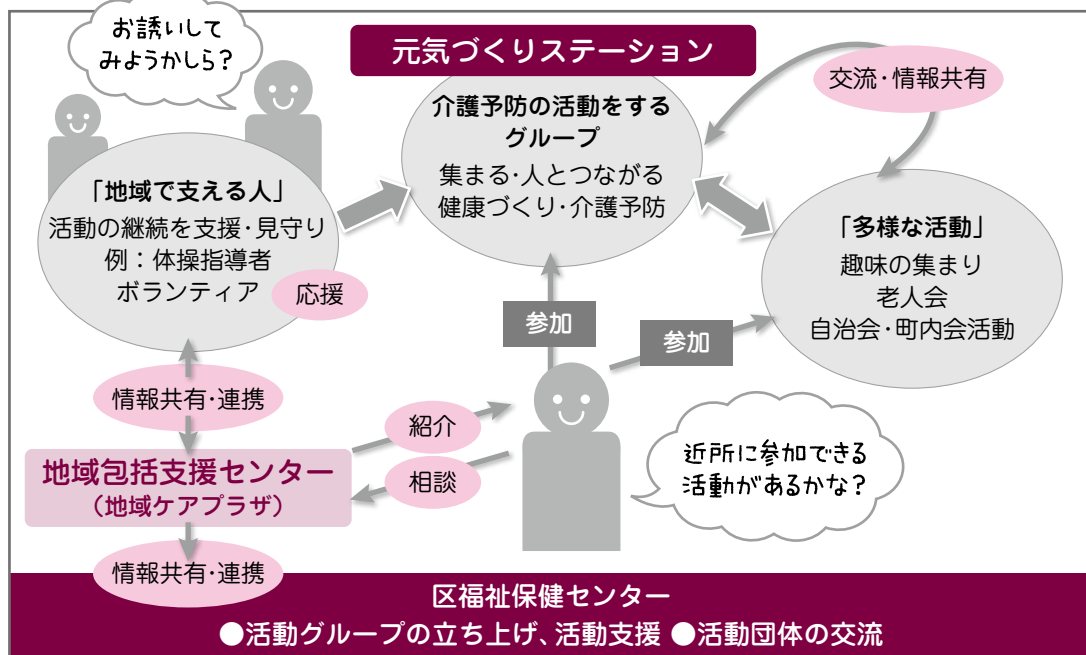 お誘いして
みようかしら？
元気づくりステーション
介護予防の活動をする
グループ
集まる・人とつながる
健康づくり・介護予防
交流・情報共有
「地域で支える人」
活動の継続を支援・見守り
例：体操指導者
ボランティア
応援
「多様な活動」
趣味の集まり
老人会
自治会・町内会活動
参加
参加
情報共有・連携
紹介
相談
地域包括支援センター
（地域ケアプラザ）
近所に参加できる
活動があるかな？
情報共有・連携
区福祉保健センター
●活動グループの立ち上げ、活動支援 ●活動団体の交流